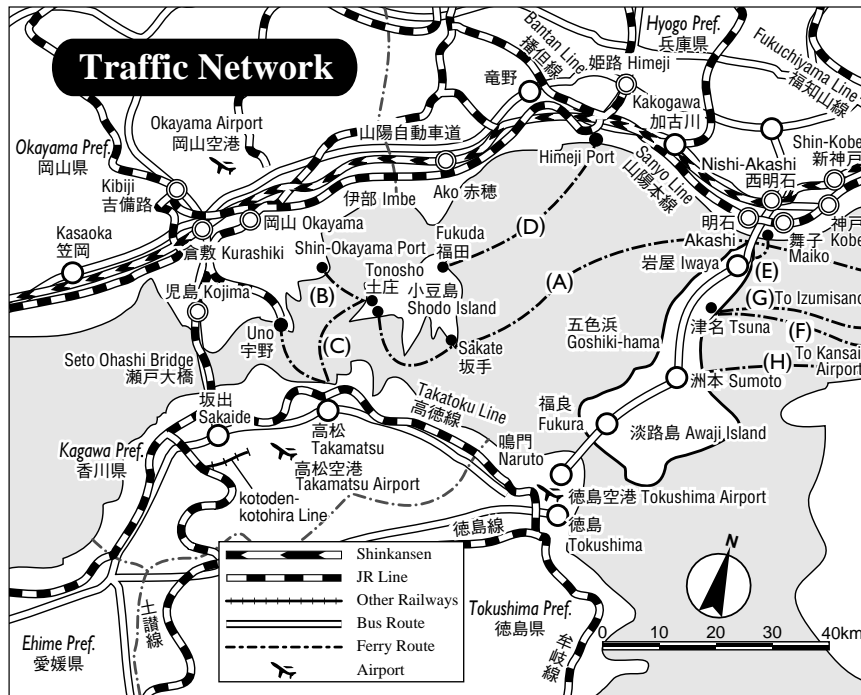 Traffic Network
Bantan Line
播但線
Hyogo Pref.
兵庫県
Fukuchiyama Line
福知山線
姫路 Himeji
竜野
Kakogawa
加古川
Okayama Airport
岡山空港
山陽自動車道
Okayama Pref.
岡山県
Himeji Port
Sanyo Line
山陽本線
Nishi-Akashi
西明石
Shin-Kobe
新神戸
Kibiji
吉備路
伊部 Imbe
Ako 赤穂
Kasaoka
笠岡
岡山 Okayama
倉敷 Kurashiki
Shin-Okayama Port
Fukuda
福田
(D)
明石
Akashi
神戸
Kobe
舞子
Maiko
岩屋 Iwaya
(E)
児島 Kojima
(B)
Tonosho
土庄
小豆島
Shodo Island
(A)
(G)
To Izumisano
津名 Tsuna
(F)
Uno
宇野
(C)
Sakate
坂手
五色浜
Goshiki-hama
To Kansai
Airport
(H)
洲本 Sumoto
Seto Ohashi Bridge
瀬戸大橋
Takatoku Line
高徳線
坂出
Sakaide
高松
Takamatsu
福良
Fukura
淡路島 Awaji Island
Kagawa Pref.
香川県
高松空港
Takamatsu Airport
鳴門
Naruto
徳島空港 Tokushima Airport
kotoden-
kotohira Line
徳島線
徳島
Tokushima
Shinkansen
JR Line
Other Railways
Bus Route
Ferry Route
Airport
土讃線
Tokushima Pref.
徳島県
牟岐線
Ehime Pref.
愛媛県
N
0 10 20 30 40km